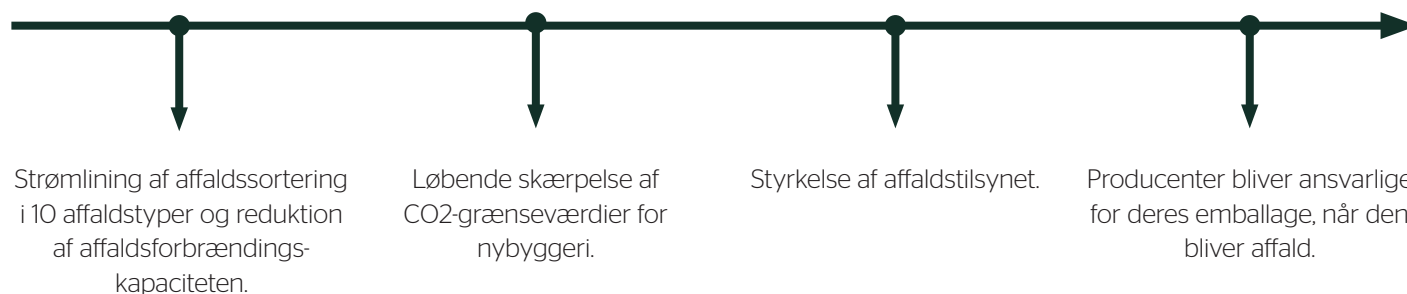 Strømlining af affaldssortering
i 10 affaldstyper og reduktion
af affaldsforbrændings-
kapaciteten.
Løbende skærpelse af
CO2-grænseværdier for
nybyggeri.
Styrkelse af affaldstilsynet.
Producenter bliver ansvarlige
for deres emballage, når den
bliver affald.